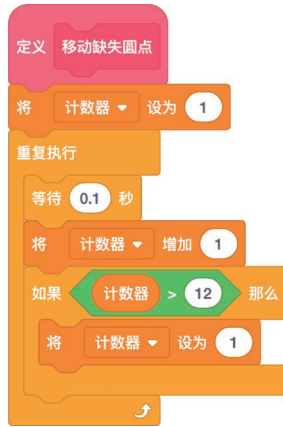 定义 移动缺失圆点
将 计数器 设为 1
重复执行
等待 0.1 秒
将 计数器 增加 1
如果 计数器 > 12 那么
将 计数器 设为 1